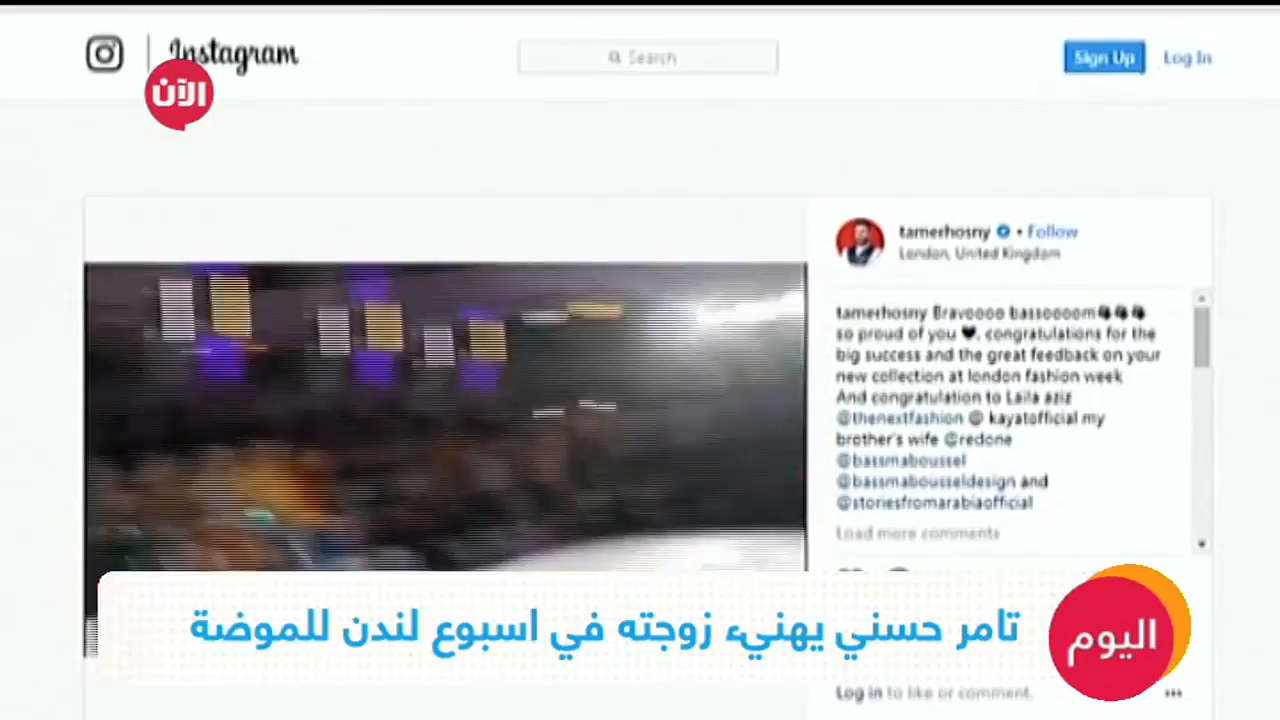 Instagram
Search
Sign Up
Log In
الآن
tamerhosny • Follow
London, United Kingdom
tamerhosny Bravoooo bassoooom
so proud of you 🖤, congratulations for the
big success and the great feedback on your
new collection at london fashion week
And congratulation to Laila aziz
@thenextfashion @ kayatofficial my
brother's wife @redone
@bassmaboussel
@bassmabousseldesign and
@storiesfromarabiaofficial
Load more comments
تامر حسني يهنيء زوجته في اسبوع لندن للموضة
اليوم
Log in to like or comment.